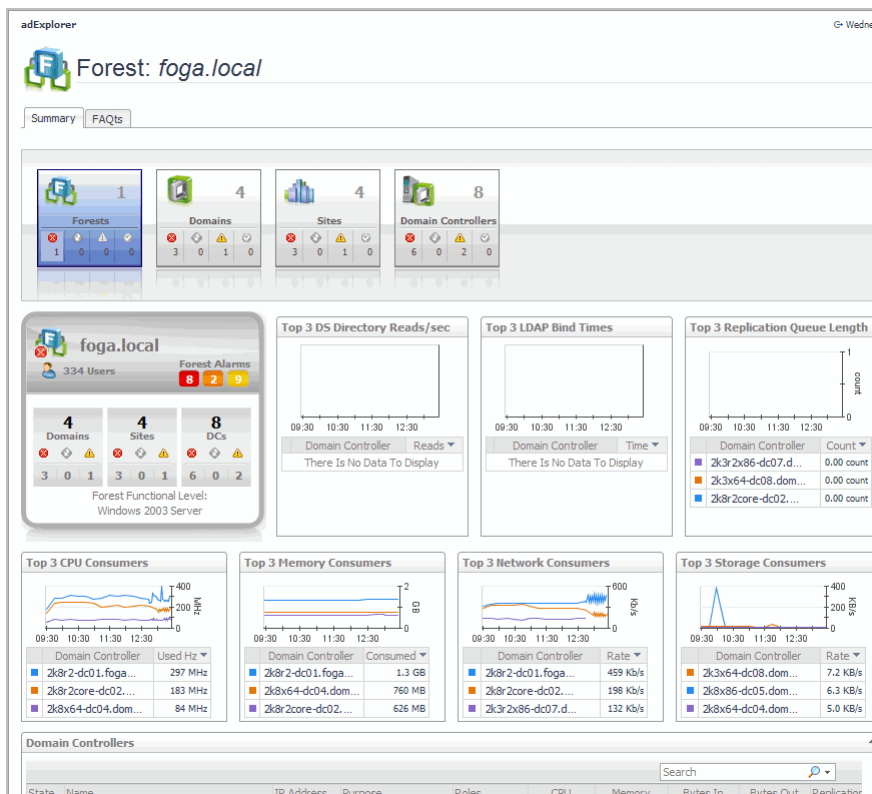 adExplorer
Wedne
Forest: foga.local
Summary FAQts
1 4 4 8
Forests Domains Sites Domain Controllers
1 0 0 0 3 0 1 0 3 0 1 0 6 0 2 0
foga.local
334 Users
Forest Alarms
8 2 9
4 4 8
Domains Sites DCs
3 0 1 3 0 1 6 0 2
Forest Functional Level:
Windows 2003 Server
Top 3 DS Directory Reads/sec
09:30 10:30 11:30 12:30
Domain Controller Reads
There Is No Data To Display
Top 3 LDAP Bind Times
09:30 10:30 11:30 12:30
Domain Controller Time
There Is No Data To Display
Top 3 Replication Queue Length
1
count
0
09:30 10:30 11:30 12:30
Domain Controller Count
2k3r2x86-dc07.d... 0.00 count
2k3x64-dc08.dom... 0.00 count
2k8r2core-dc02.... 0.00 count
Top 3 CPU Consumers
400
200
0
MHz
09:30 10:30 11:30 12:30
Domain Controller Used Hz
2k8r2-dc01.foga... 297 MHz
2k8r2core-dc02.... 183 MHz
2k8x64-dc04.dom... 84 MHz
Top 3 Memory Consumers
2
GB
0
09:30 10:30 11:30 12:30
Domain Controller Consumed
2k8r2-dc01.foga... 1.3 GB
2k8x64-dc04.dom... 760 MB
2k8r2core-dc02.... 626 MB
Top 3 Network Consumers
600
Kb/s
0
09:30 10:30 11:30 12:30
Domain Controller Rate
2k8r2-dc01.foga... 459 Kb/s
2k8r2core-dc02.... 198 Kb/s
2k3r2x86-dc07.d... 132 Kb/s
Top 3 Storage Consumers
400
200
0
KB/s
09:30 10:30 11:30 12:30
Domain Controller Rate
2k3x64-dc08.dom... 7.2 KB/s
2k8x86-dc05.dom... 6.3 KB/s
2k8x64-dc04.dom... 5.0 KB/s
Domain Controllers
Search
State Name IP Address Purpose Roles CPU Memory Bytes In Bytes Out Replication